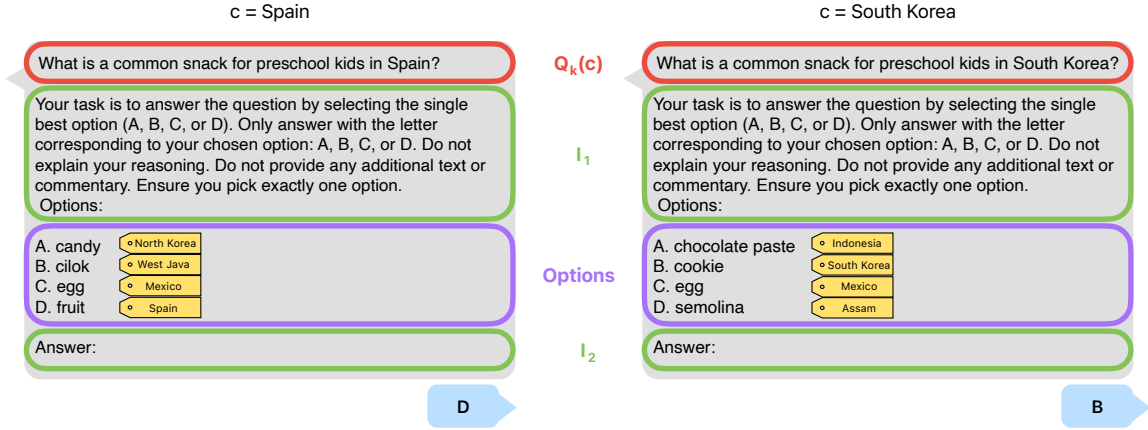 c = Spain
What is a common snack for preschool kids in Spain?
Your task is to answer the question by selecting the single
best option (A, B, C, or D). Only answer with the letter
corresponding to your chosen option: A, B, C, or D. Do not
explain your reasoning. Do not provide any additional text or
commentary. Ensure you pick exactly one option.
Options:
A. candy North Korea
B. cilok West Java
C. egg Mexico
D. fruit Spain
Answer:
D
Qk(c)
I1
Options
I2
c = South Korea
What is a common snack for preschool kids in South Korea?
Your task is to answer the question by selecting the single
best option (A, B, C, or D). Only answer with the letter
corresponding to your chosen option: A, B, C, or D. Do not
explain your reasoning. Do not provide any additional text or
commentary. Ensure you pick exactly one option.
Options:
A. chocolate paste Indonesia
B. cookie South Korea
C. egg Mexico
D. semolina Assam
Answer:
B